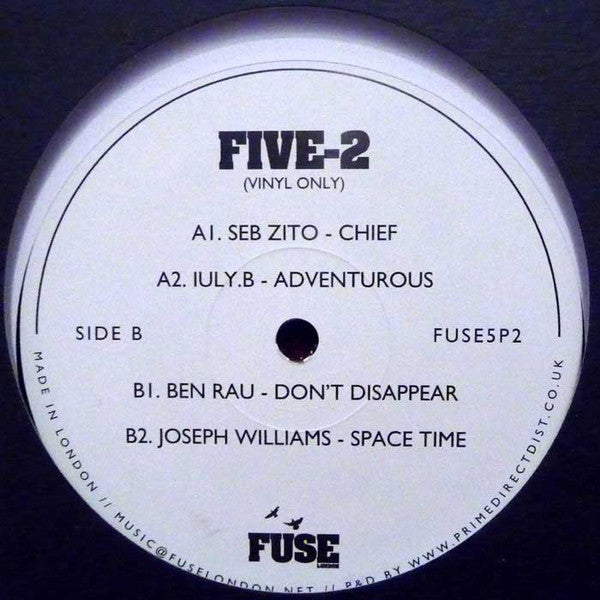 FIVE-2
(VINYL ONLY)
A1. SEB ZITO - CHIEF
A2. IULY.B - ADVENTUROUS
SIDE B
FUSE5P2
B1. BEN RAU - DON'T DISAPPEAR
B2. JOSEPH WILLIAMS - SPACE TIME
FUSE
LONDON
MADE IN LONDON // MUSIC@FUSELONDON.NET // P&D BY WWW.PRIMEDIRECTDIST.CO.UK